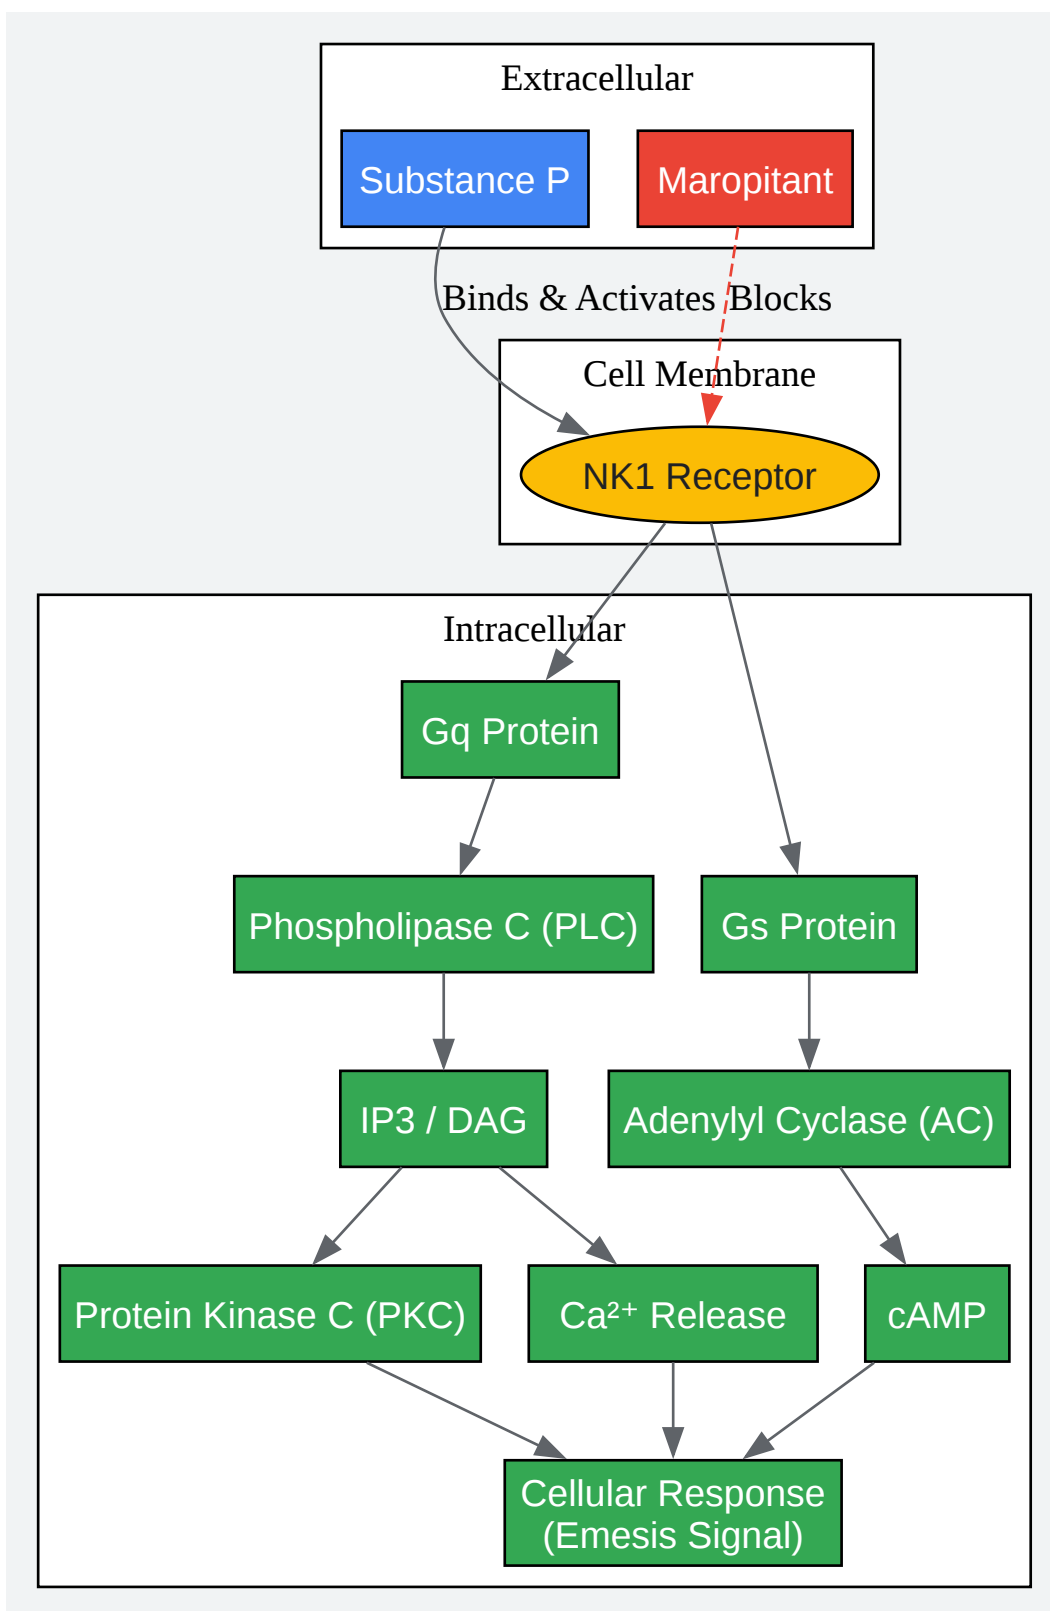 Extracellular
Substance P
Maropitant
Binds & Activates
Blocks
Cell Membrane
NK1 Receptor
Intracellular
Gq Protein
Phospholipase C (PLC)
Gs Protein
IP3 / DAG
Adenylyl Cyclase (AC)
Protein Kinase C (PKC)
Ca²⁺ Release
cAMP
Cellular Response
(Emesis Signal)